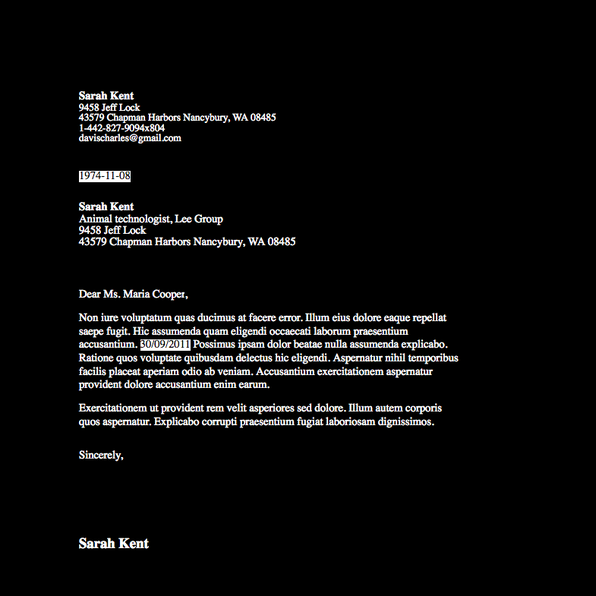 Sarah Kent
9458 Jeff Lock
43579 Chapman Harbors Nancybury, WA 08485
1-442-827-9094x804
davischarles@gmail.com
1974-11-08
Sarah Kent
Animal technologist, Lee Group
9458 Jeff Lock
43579 Chapman Harbors Nancybury, WA 08485
Dear Ms. Maria Cooper,
Non iure voluptatum quas ducimus at facere error. Illum eius dolore eaque repellat
saepe fugit. Hic assumenda quam eligendi occaecati laborum praesentium
accusantium. 30/09/2011 Possimus ipsam dolor beatae nulla assumenda explicabo.
Ratione quos voluptate quibusdam delectus hic eligendi. Aspernatur nihil temporibus
facilis placeat aperiam odio ab veniam. Accusantium exercitationem aspernatur
provident dolore accusantium enim earum.
Exercitationem ut provident rem velit asperiores sed dolore. Illum autem corporis
quos aspernatur. Explicabo corrupti praesentium fugiat laboriosam dignissimos.
Sincerely,
Sarah Kent